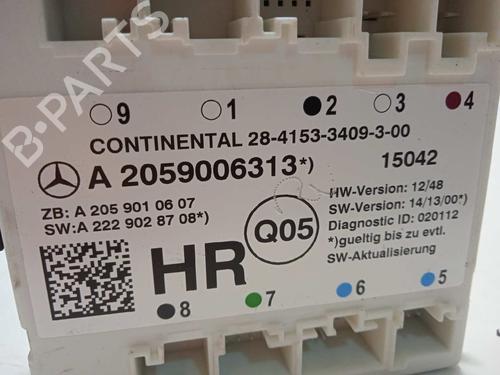 B-PARTS
9 1 2 3 4
CONTINENTAL 28-4153-3409-3-00
A 2059006313*) 15042
ZB: A 205 901 06 07
SW:A 222 902 87 08*)
HW-Version: 12/48
SW-Version: 14/13/00*)
Diagnostic ID: 020112
*)gueltig bis zu evtl.
SW-Aktualisierung
HR Q05
8 7 6 5